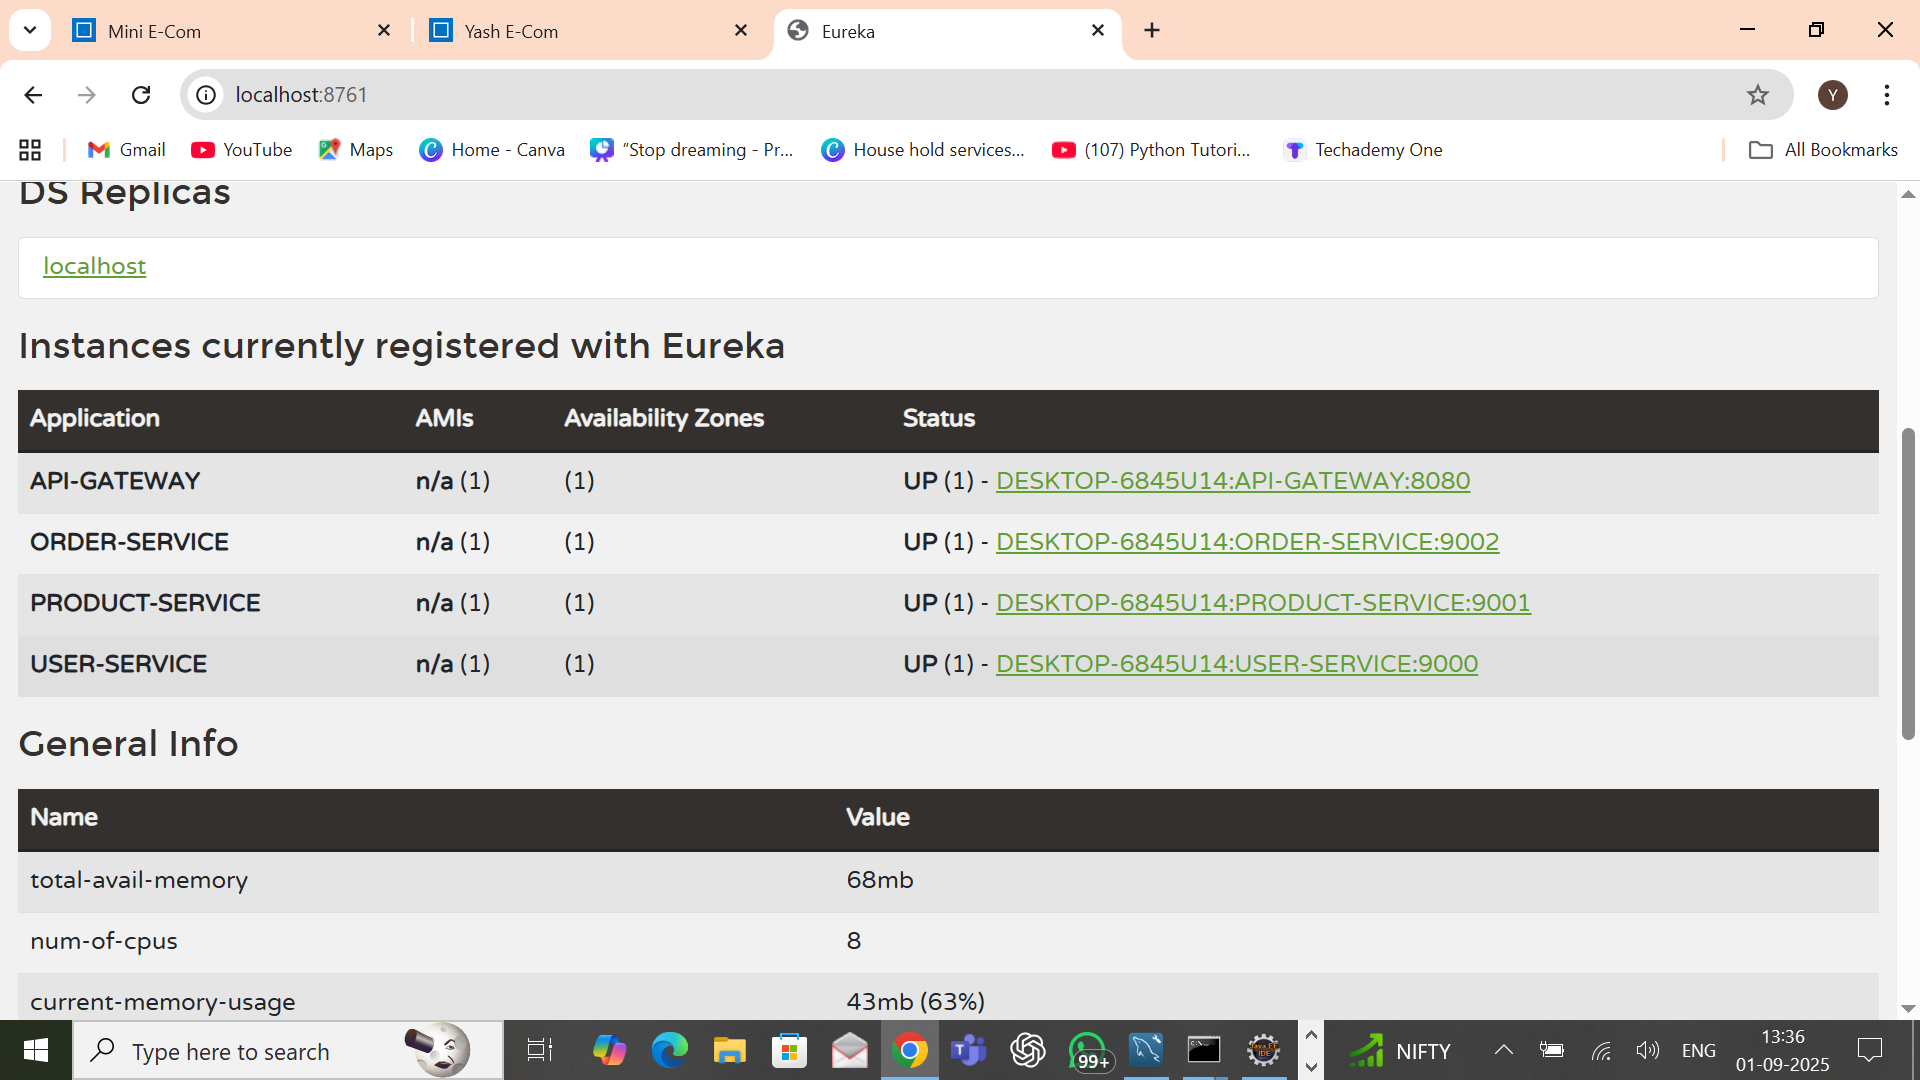 Mini E-Com
Yash E-Com
Eureka
localhost:8761
Y
Gmail
YouTube
Maps
Home - Canva
"Stop dreaming - Pr...
House hold services...
(107) Python Tutori...
Techademy One
All Bookmarks
DS Replicas
localhost
Instances currently registered with Eureka
Application AMIs Availability Zones Status
API-GATEWAY n/a (1) (1) UP (1) - DESKTOP-6845U14:API-GATEWAY:8080
ORDER-SERVICE n/a (1) (1) UP (1) - DESKTOP-6845U14:ORDER-SERVICE:9002
PRODUCT-SERVICE n/a (1) (1) UP (1) - DESKTOP-6845U14:PRODUCT-SERVICE:9001
USER-SERVICE n/a (1) (1) UP (1) - DESKTOP-6845U14:USER-SERVICE:9000
General Info
Name Value
total-avail-memory 68mb
num-of-cpus 8
current-memory-usage 43mb (63%)
Type here to search
99+
Java EE
IDE
NIFTY
ENG
13:36
01-09-2025